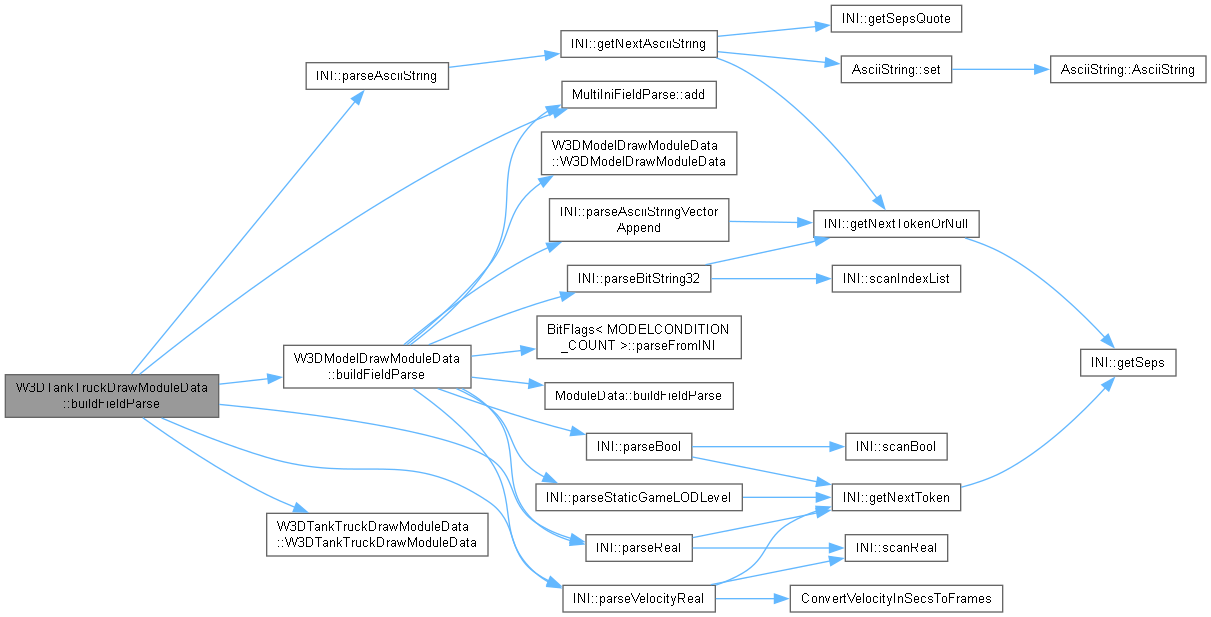 INI::getSepsQuote
INI::getNextAsciiString
AsciiString::set
AsciiString::AsciiString
INI::parseAsciiString
MultiIniFieldParse::add
W3DModelDrawModuleData
::W3DModelDrawModuleData
INI::parseAsciiStringVector
Append
INI::getNextTokenOrNull
INI::parseBitString32
INI::scanIndexList
BitFlags< MODELCONDITION
_COUNT >::parseFromINI
W3DModelDrawModuleData
::buildFieldParse
INI::getSeps
W3DTankTruckDrawModuleData
::buildFieldParse
ModuleData::buildFieldParse
INI::parseBool
INI::scanBool
INI::parseStaticGameLODLevel
INI::getNextToken
W3DTankTruckDrawModuleData
::W3DTankTruckDrawModuleData
INI::parseReal
INI::scanReal
INI::parseVelocityReal
ConvertVelocityInSecsToFrames